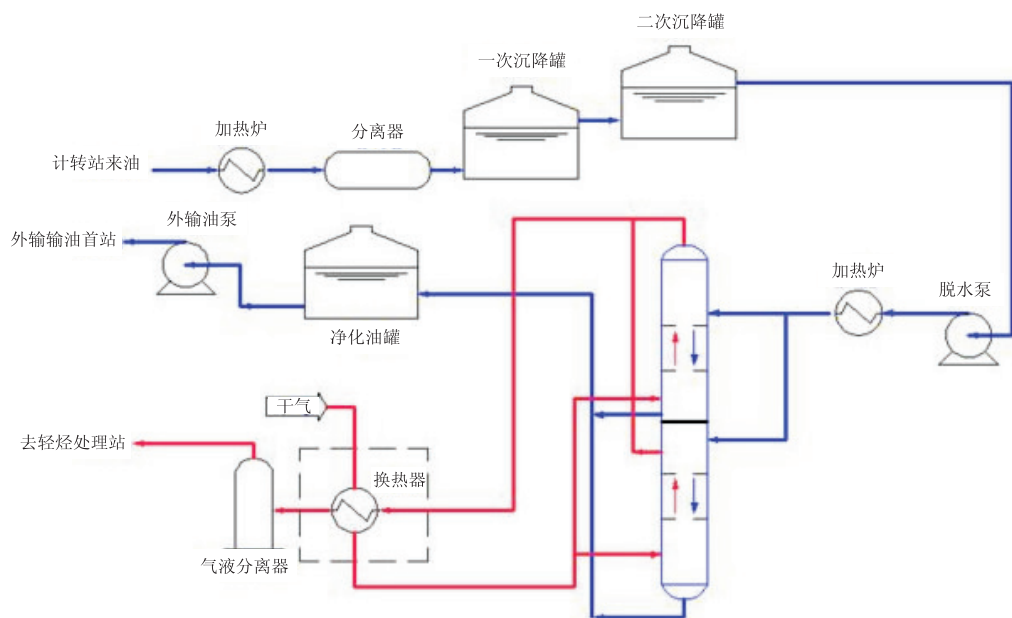 二次沉降罐
一次沉降罐
加热炉
分离器
计转站来油
外输油泵
外输输油首站
净化油罐
加热炉
脱水泵
干气
去轻烃处理站
换热器
气液分离器